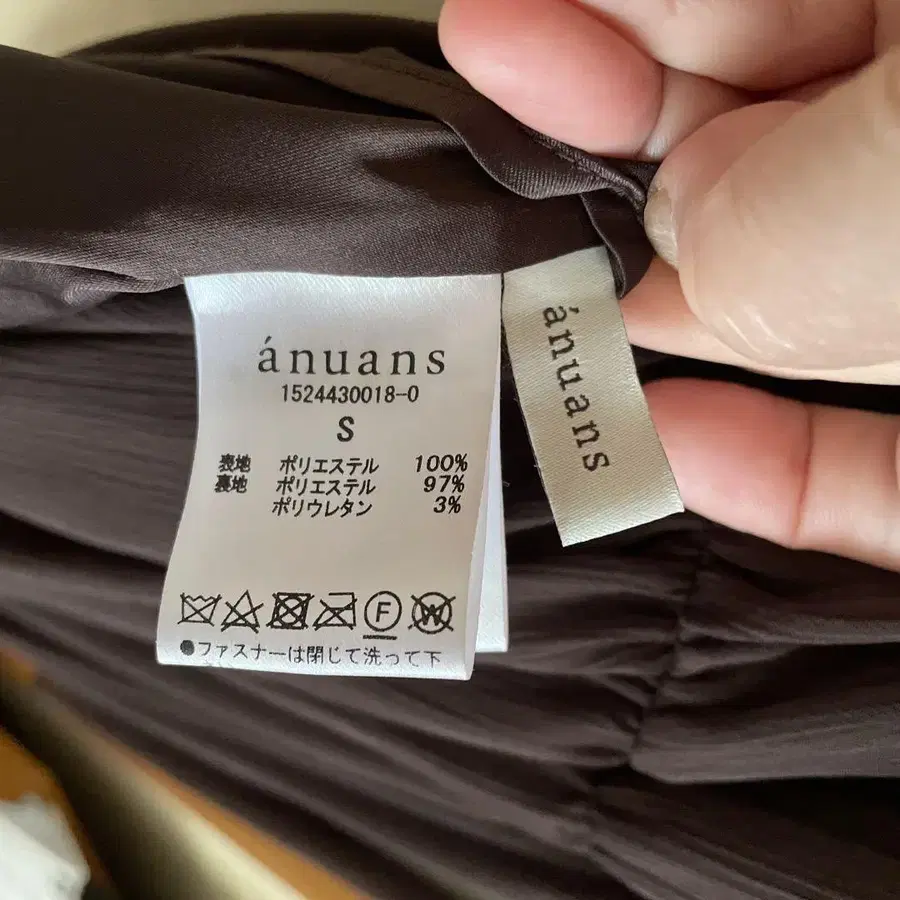 ánuans
1524430018-0
S
表地 ポリエステル 100%
裏地 ポリエステル 97%
ポリウレタン 3%
F
W
●ファスナーは閉じて洗って下
ánuans